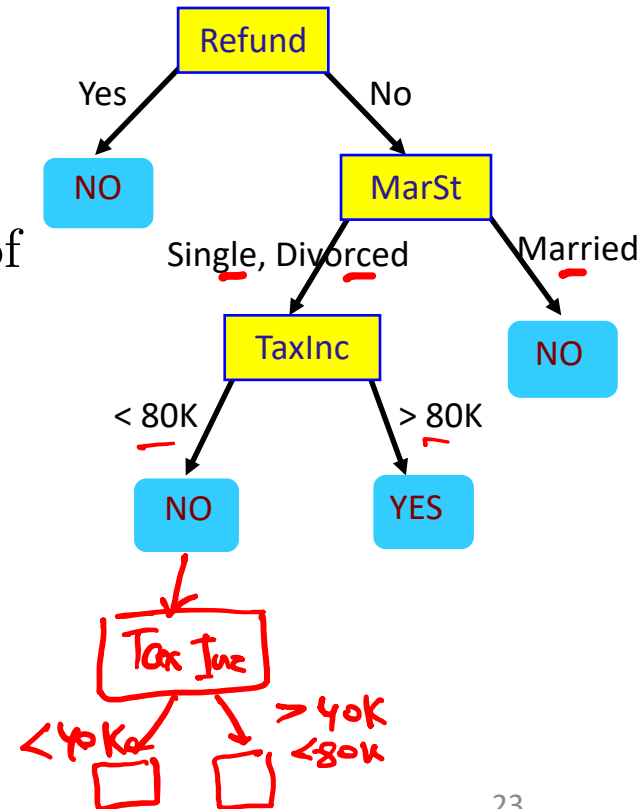 Refund
Yes No
NO MarSt
of Single, Divorced Married
TaxInc NO
< 80K > 80K
NO YES
Tax Inc
<40K >40K
<80K
23